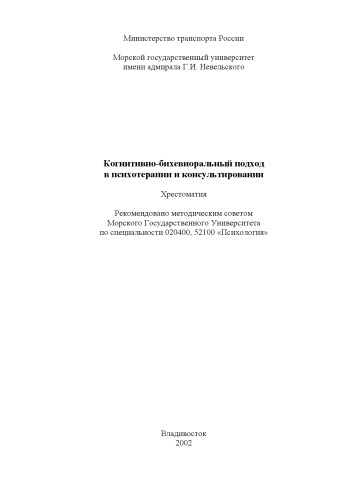 Министерство транспорта России
Морской государственный университет
имени адмирала Г.И. Невельского
Когнитивно-бихевиоральный подход
в психотерапии и консультировании
Хрестоматия
Рекомендовано методическим советом
Морского Государственного Университета
по специальности 020400, 52100 «Психология»
Владивосток
2002